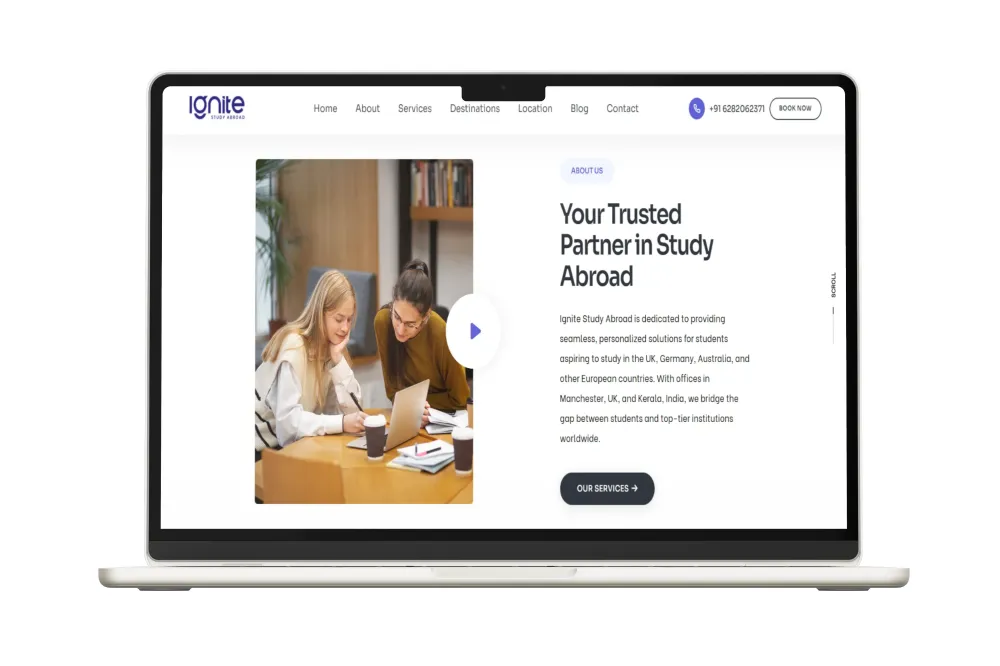 Ignite
STUDY ABROAD
Home About Services Destinations Location Blog Contact
+91 6282062371
BOOK NOW
ABOUT US
Your Trusted
Partner in Study
Abroad
Ignite Study Abroad is dedicated to providing
seamless, personalized solutions for students
aspiring to study in the UK, Germany, Australia, and
other European countries. With offices in
Manchester, UK, and Kerala, India, we bridge the
gap between students and top-tier institutions
worldwide.
OUR SERVICES →
SCROLL